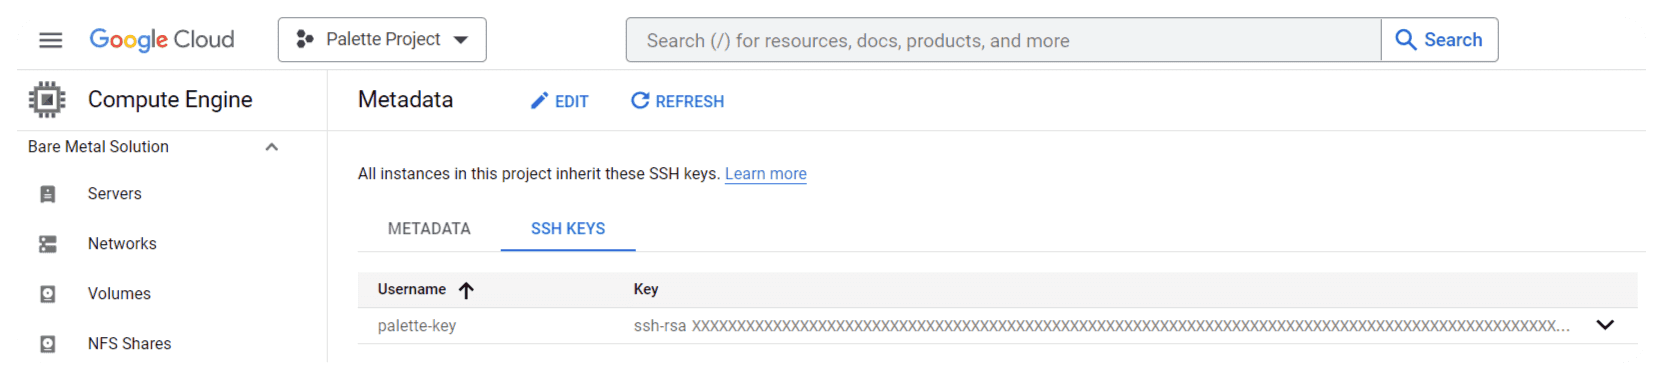 Google Cloud
Palette Project
Search (/) for resources, docs, products, and more
Search
Compute Engine
Metadata
EDIT
REFRESH
Bare Metal Solution
Servers
Networks
Volumes
NFS Shares
All instances in this project inherit these SSH keys. Learn more
METADATA
SSH KEYS
Username
Key
palette-key
ssh-rsa XXXXXXXXXXXXXXXXXXXXXXXXXXXXXXXXXXXXXXXXXXXXXXXXXXXXXXXXXXXXXXXXXXXXXXXXXXXXXXXXXXXXXXXXXXXXXXXX...